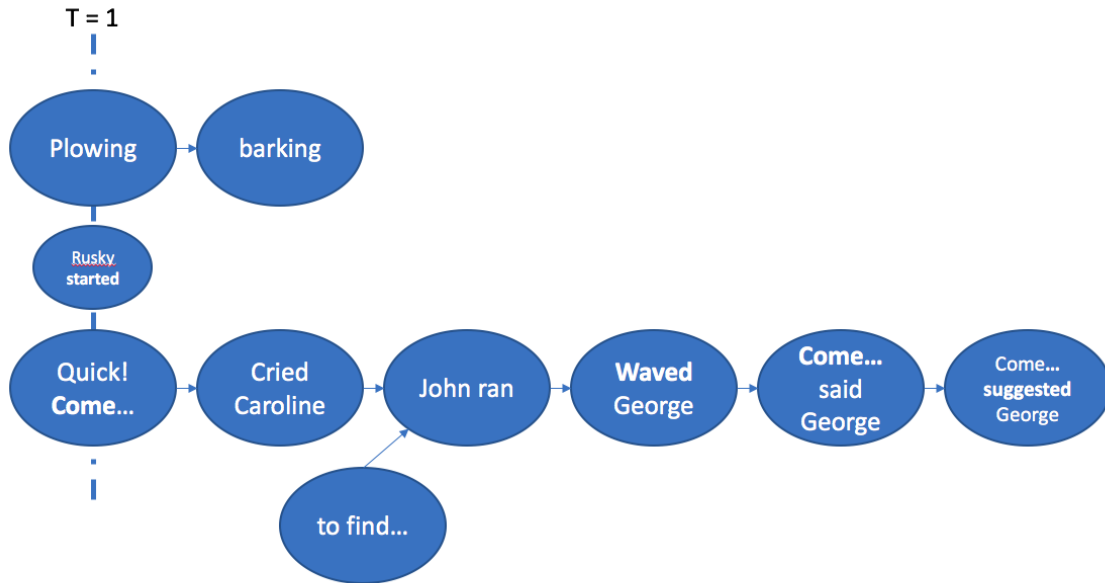 T = 1
Plowing
barking
Rusky
started
Quick!
Come...
Cried
Caroline
John ran
Waved
George
Come...
said
George
Come...
suggested
George
to find...